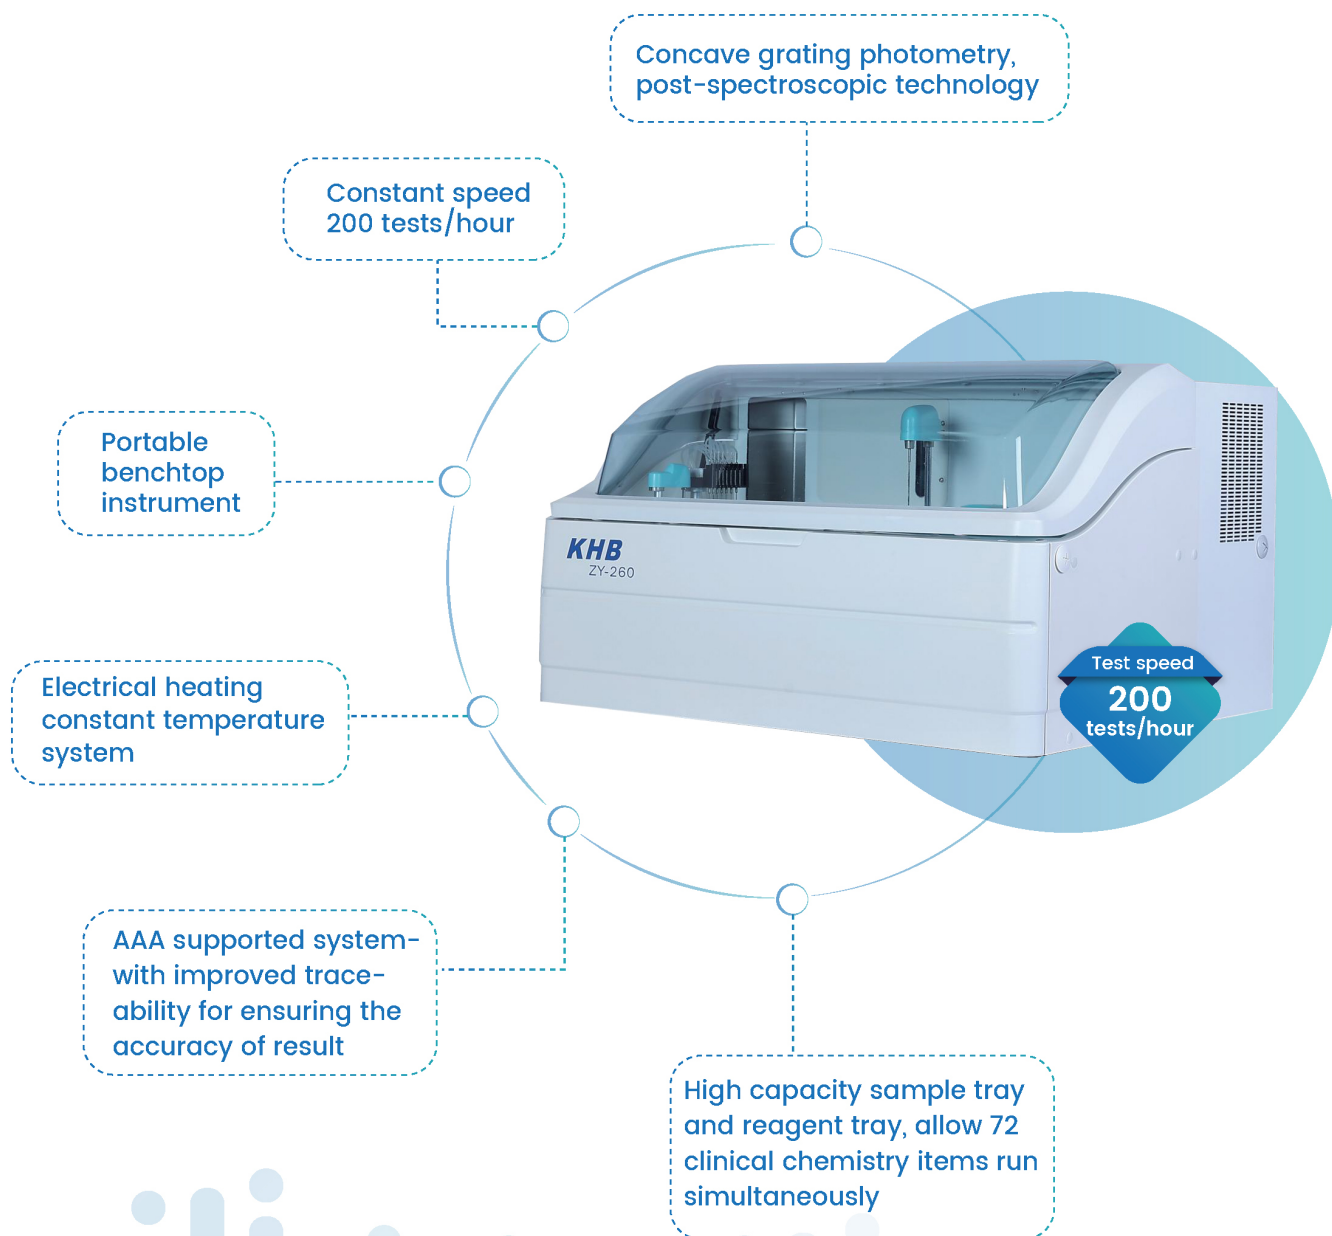 Concave grating photometry,
post-spectroscopic technology
Constant speed
200 tests/hour
Portable
benchtop
instrument
KHB
ZY-260
Test speed
200
tests/hour
Electrical heating
constant temperature
system
AAA supported system-
with improved trace-
ability for ensuring the
accuracy of result
High capacity sample tray
and reagent tray, allow 72
clinical chemistry items run
simultaneously